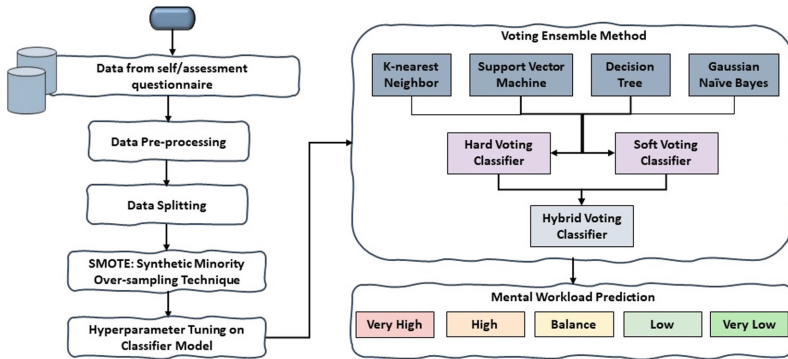 Data from self/assessment
questionnaire
Data Pre-processing
Data Splitting
SMOTE: Synthetic Minority
Over-sampling Technique
Hyperparameter Tuning on
Classifier Model
Voting Ensemble Method
K-nearest
Neighbor
Support Vector
Machine
Decision
Tree
Gaussian
Naïve Bayes
Hard Voting
Classifier
Soft Voting
Classifier
Hybrid Voting
Classifier
Mental Workload Prediction
Very High
High
Balance
Low
Very Low